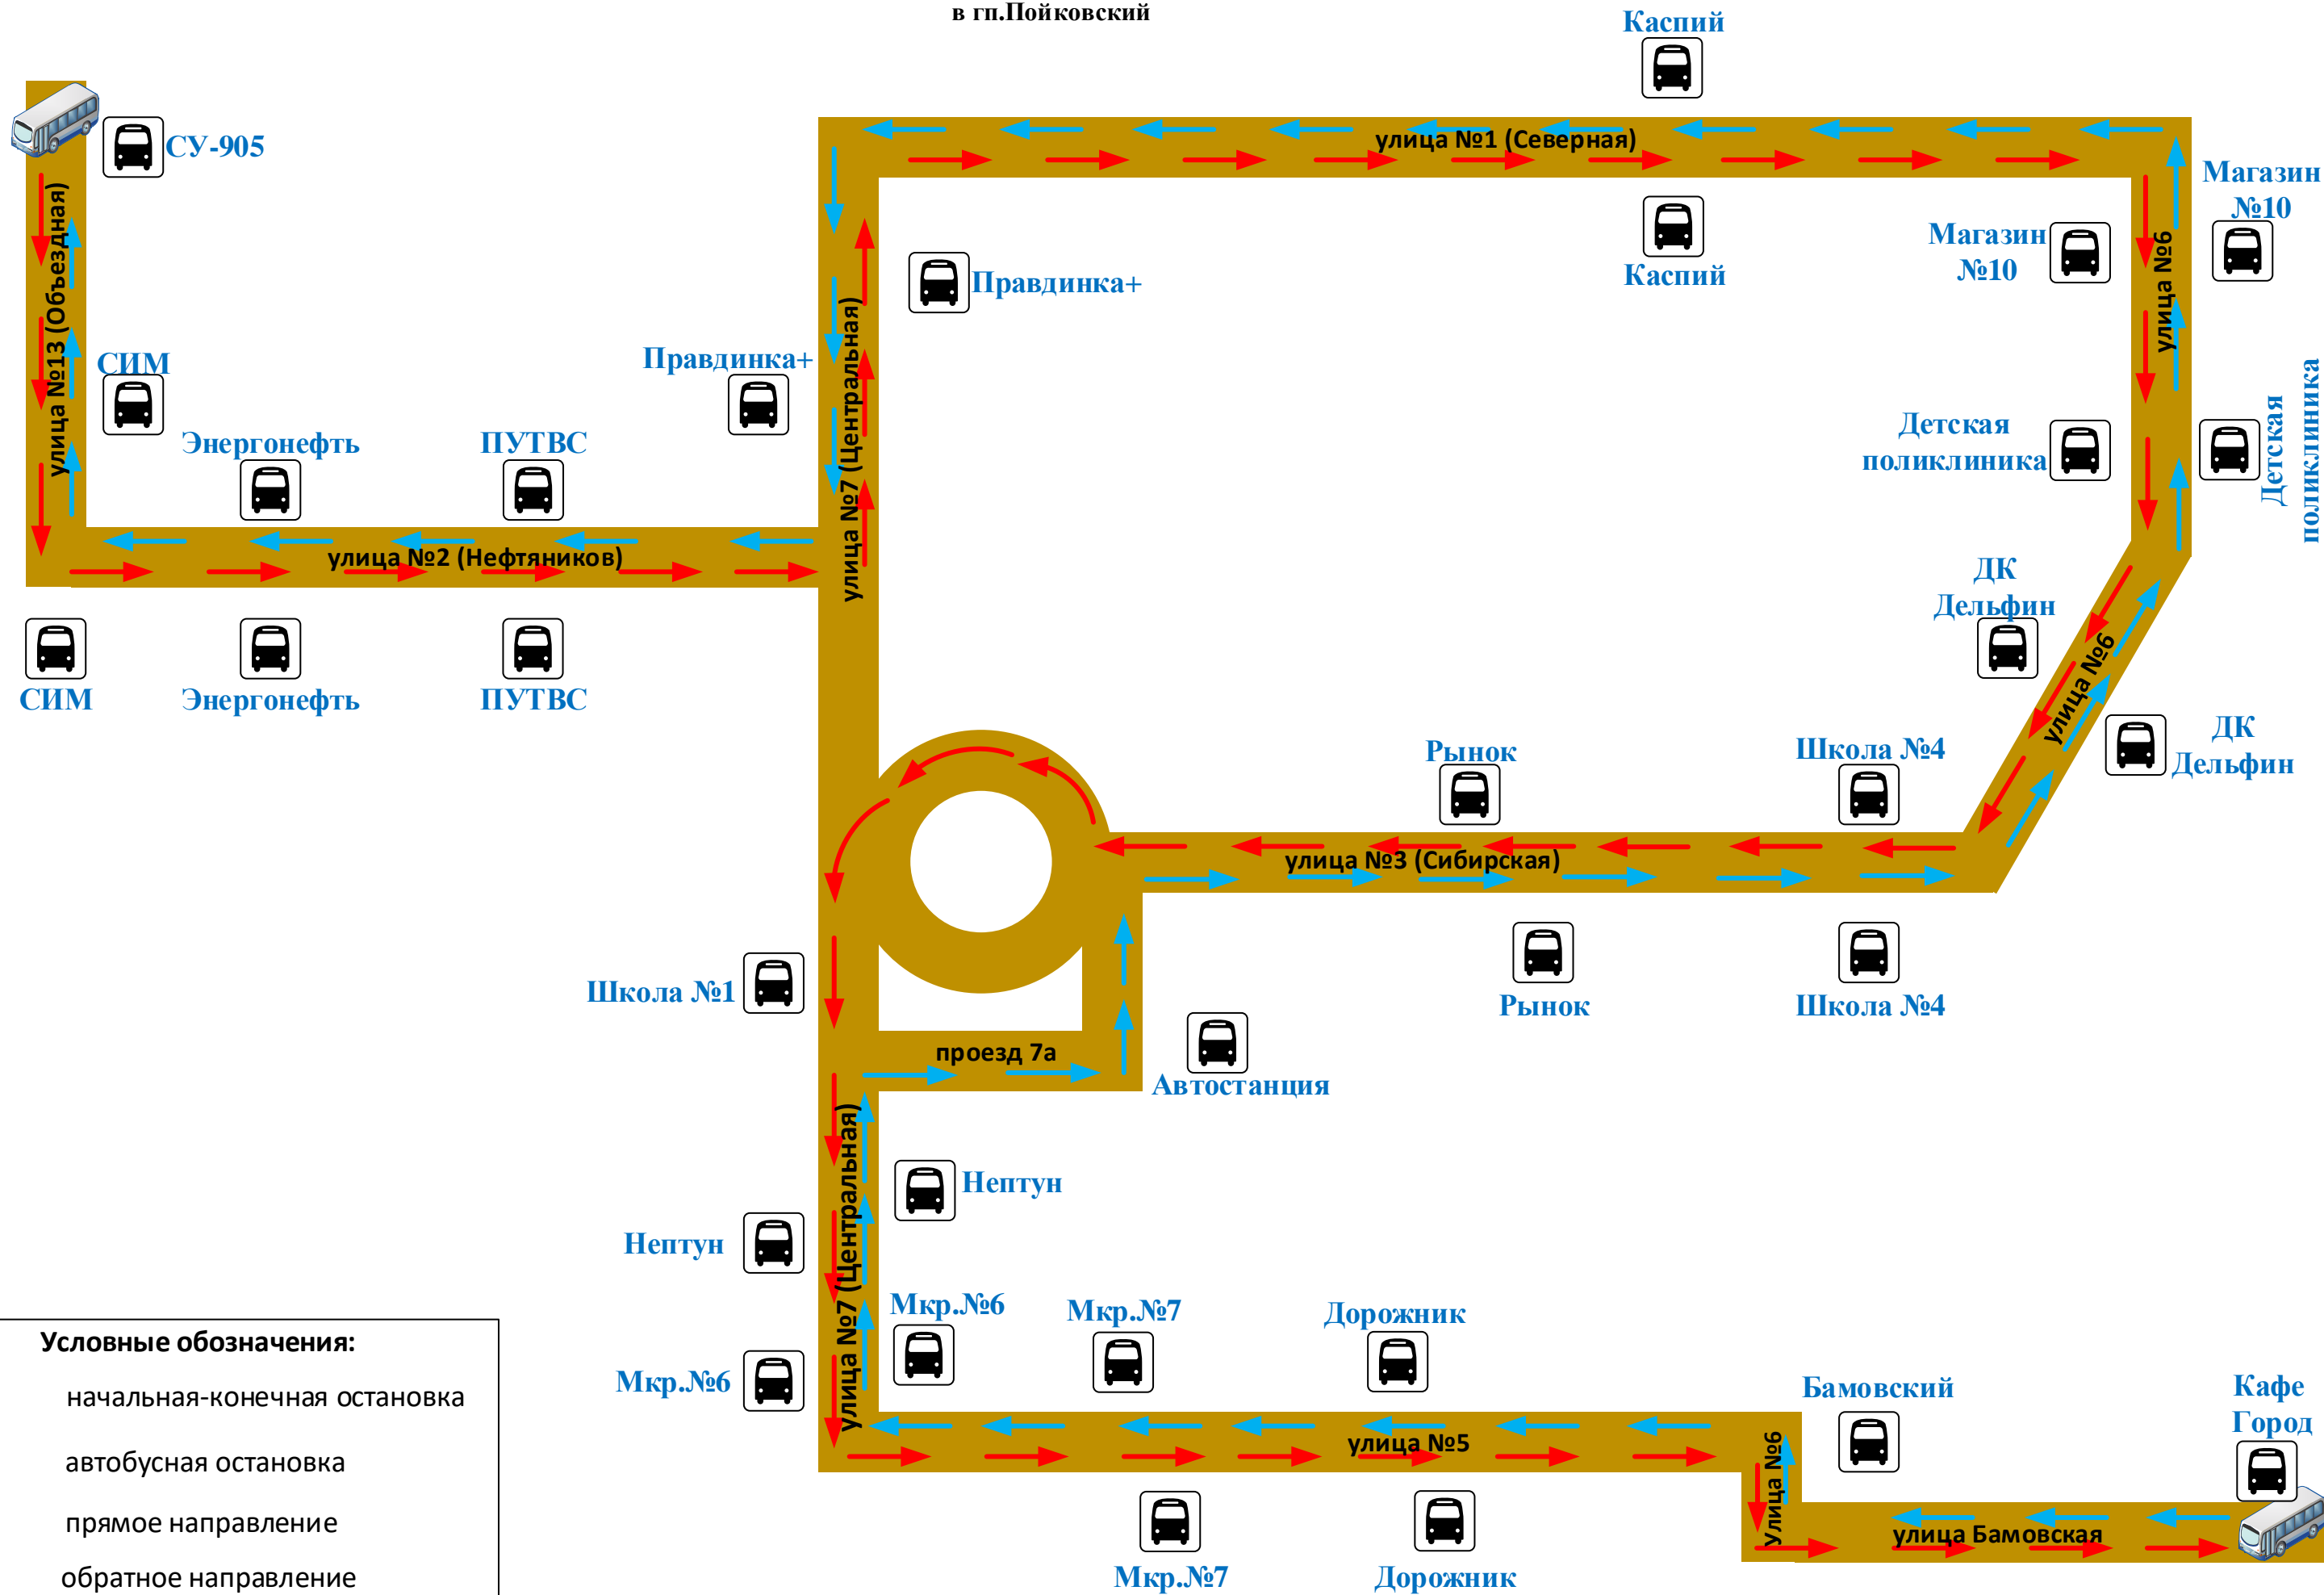 в гп.Пойковский
Каспий
СУ-905
улица №1 (Северная)
Магазин
№10
Магазин
№10
Каспий
Правдинка+
улица №13 (Объездная)
СИМ
Правдинка+
улица №7 (Центральная)
улица №6
Энергонефть
ПУТВС
Детская
поликлиника
Детская
поликлиника
улица №2 (Нефтяников)
ДК
Дельфин
СИМ
Энергонефть
ПУТВС
улица №6
ДК
Дельфин
Рынок
Школа №4
улица №3 (Сибирская)
Школа №1
Рынок
Школа №4
проезд 7а
Автостанция
Нептун
Нептун
улица №7 (Центральная)
Мкр.№6
Мкр.№7
Дорожник
Мкр.№6
Бамовский
Кафе
Город
улица №5
Улица №6
улица Бамовская
Мкр.№7
Дорожник
Условные обозначения:
начальная-конечная остановка
автобусная остановка
прямое направление
обратное направление